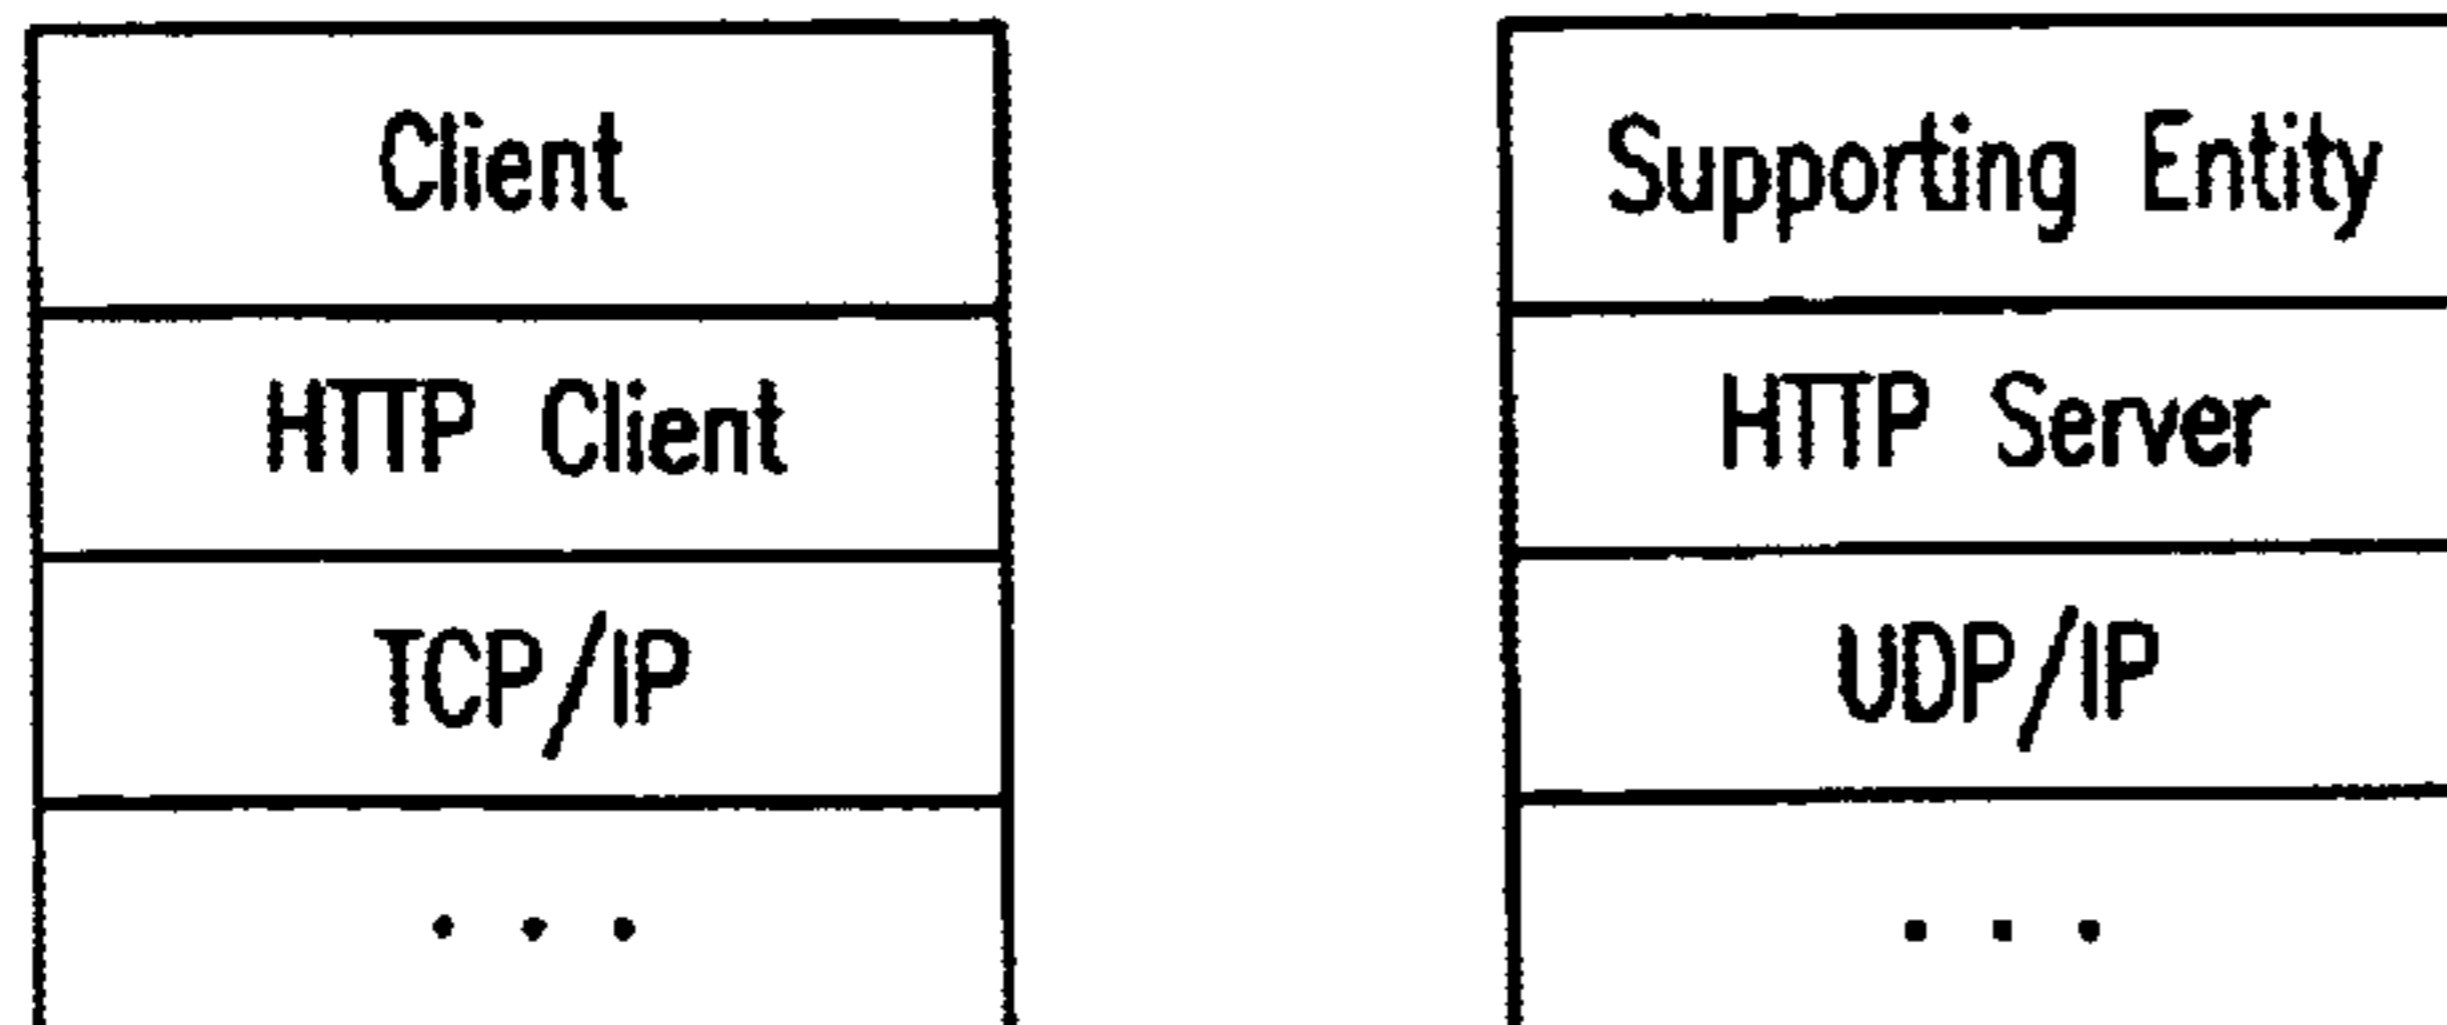 Client
HTTP Client
TCP/IP
. . .
Supporting Entity
HTTP Server
UDP/IP
. . .